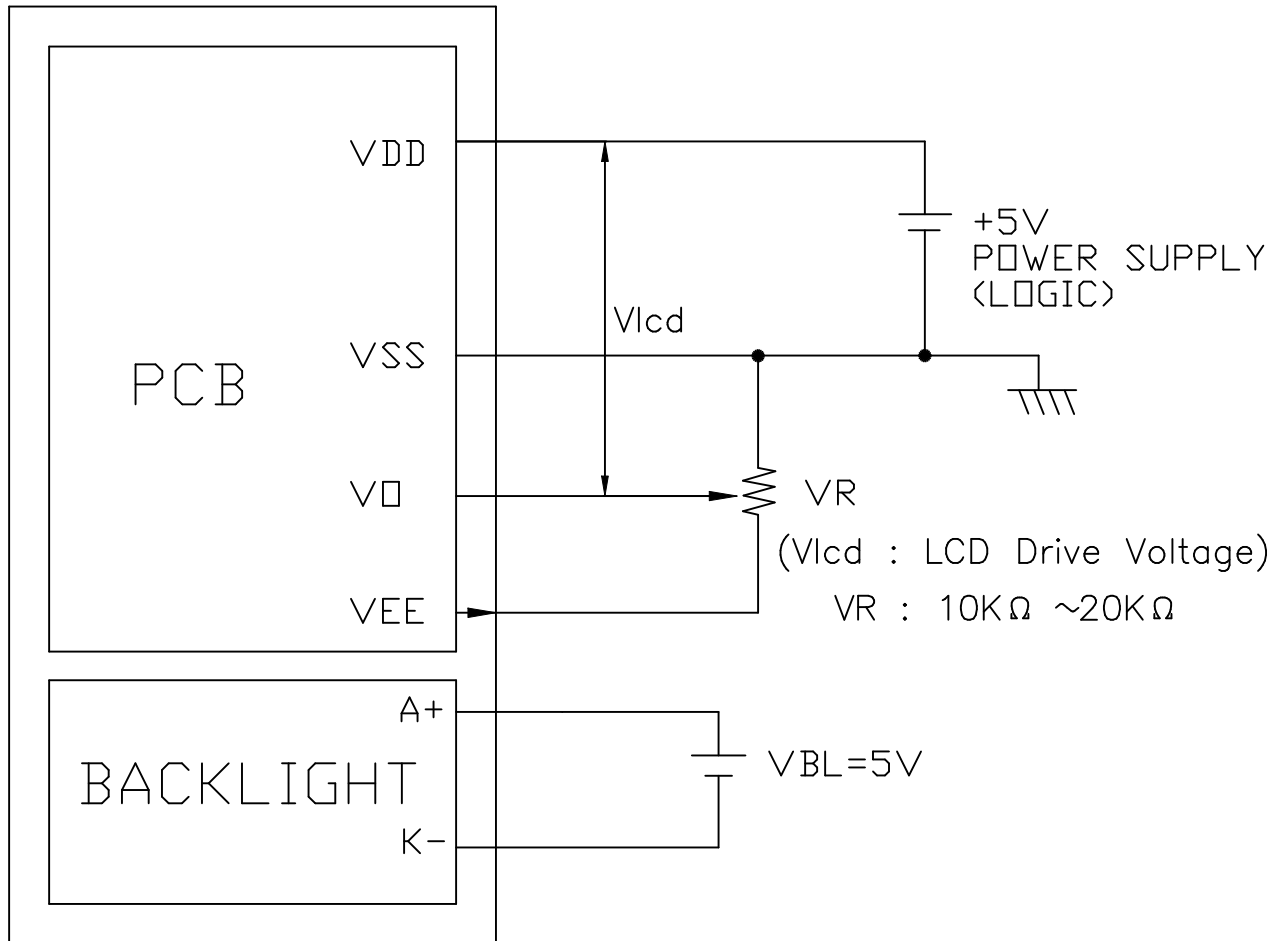 VDD
+5V
POWER SUPPLY
(LOGIC)
Vlcd
VSS
PCB
VO
VR
(Vlcd : LCD Drive Voltage)
VEE
VR : 10KΩ ~20KΩ
A+
BACKLIGHT
VBL=5V
K-